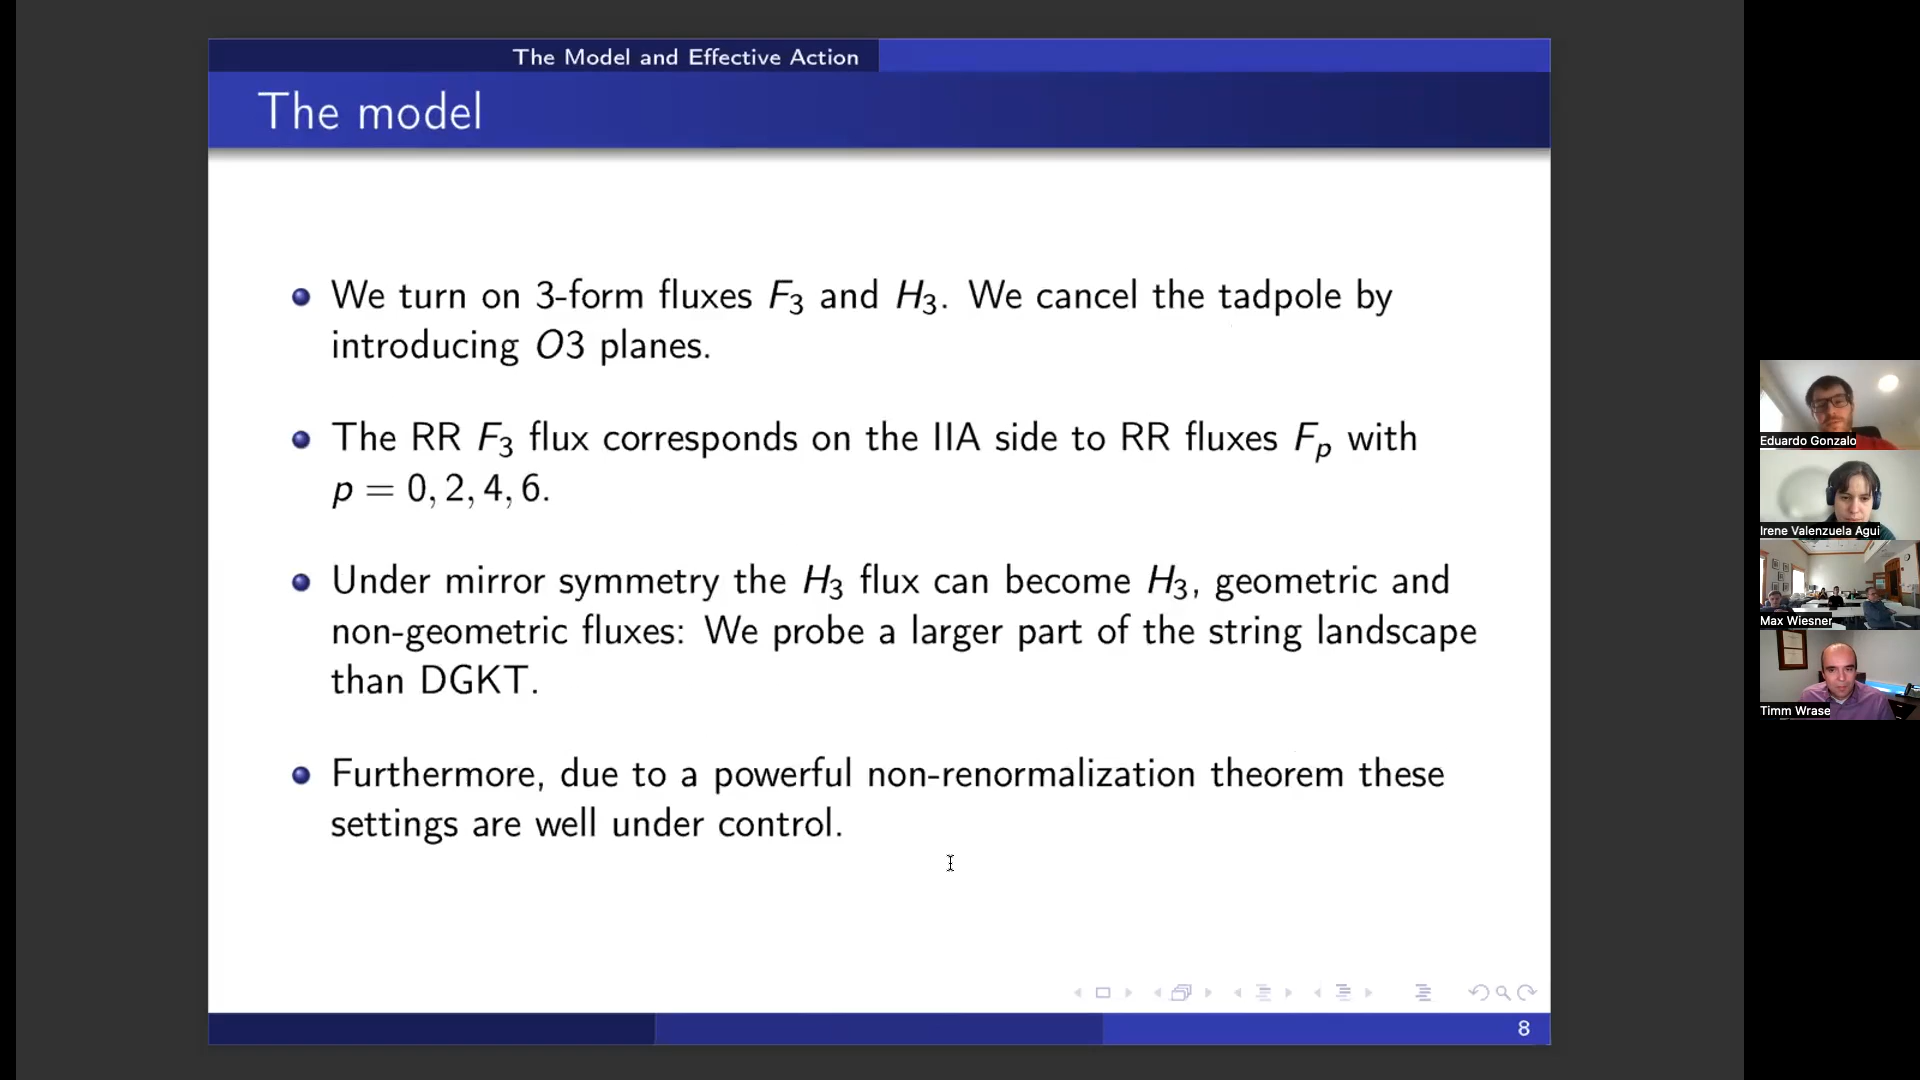 The Model and Effective Action
The model
We turn on 3-form fluxes F₃ and H₃. We cancel the tadpole by
introducing O3 planes.
The RR F₃ flux corresponds on the IIA side to RR fluxes Fₚ with
p = 0, 2, 4, 6.
Under mirror symmetry the H₃ flux can become H₃, geometric and
non-geometric fluxes: We probe a larger part of the string landscape
than DGKT.
Furthermore, due to a powerful non-renormalization theorem these
settings are well under control.
8
Eduardo Gonzalo
Irene Valenzuela Agui
Max Wiesner
Timm Wrase